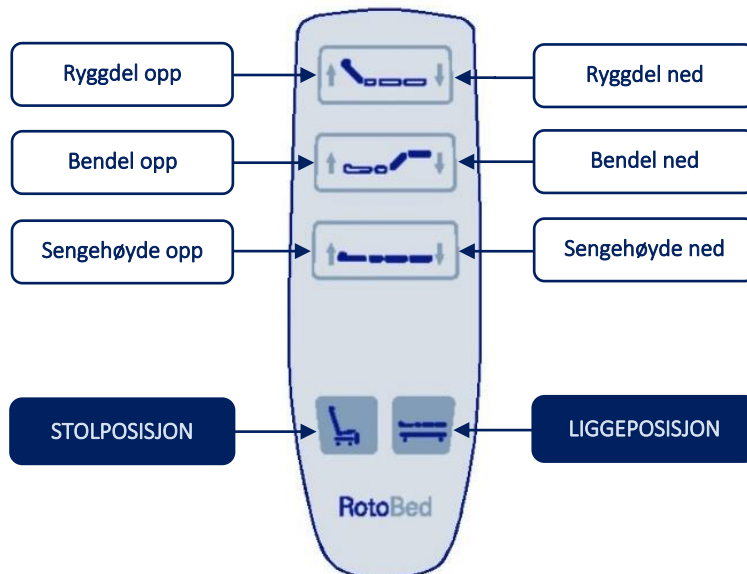 Ryggdel opp
Ryggdel ned
Bendel opp
Bendel ned
Sengehøyde opp
Sengehøyde ned
STOLPOSISJON
LIGGEPOSISJON
RotoBed